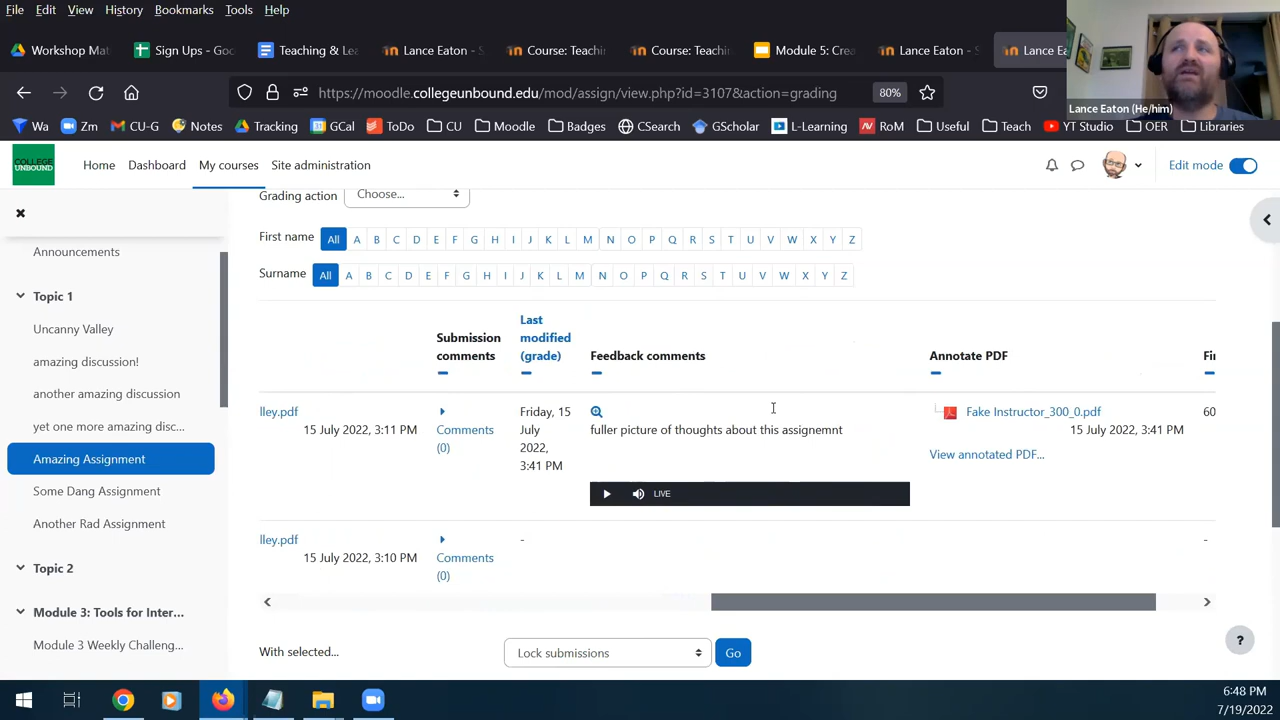 File Edit View History Bookmarks Tools Help
Workshop Mat
Sign Ups - Goo
Teaching & Le
Lance Eaton - S
Course: Teachi
Course: Teachi
Module 5: Crea
Lance Eaton - S
Lance Ea
https://moodle.collegeunbound.edu/mod/assign/view.php?id=3107&action=grading
80%
Lance Eaton (He/him)
Wa Zm CU-G Notes Tracking GCal ToDo CU Moodle Badges CSearch GScholar L-Learning RoM Useful Teach YT Studio OER Libraries
COLLEGE
UNBOUND
Home Dashboard My courses Site administration
Edit mode
Announcements
Topic 1
Uncanny Valley
amazing discussion!
another amazing discussion
yet one more amazing disc...
Amazing Assignment
Some Dang Assignment
Another Rad Assignment
Topic 2
Module 3: Tools for Inter...
Module 3 Weekly Challeng...
Grading action Choose...
First name All A B C D E F G H I J K L M N O P Q R S T U V W X Y Z
Surname All A B C D E F G H I J K L M N O P Q R S T U V W X Y Z
Submission
comments
Last
modified
(grade)
Feedback comments
Annotate PDF
Fi
lley.pdf
15 July 2022, 3:11 PM
Comments
(0)
Friday, 15
July
2022,
3:41 PM
fuller picture of thoughts about this assignemnt
LIVE
Fake Instructor_300_0.pdf
15 July 2022, 3:41 PM
View annotated PDF...
60
lley.pdf
15 July 2022, 3:10 PM
Comments
(0)
-
-
With selected... Lock submissions Go
?
6:48 PM
7/19/2022